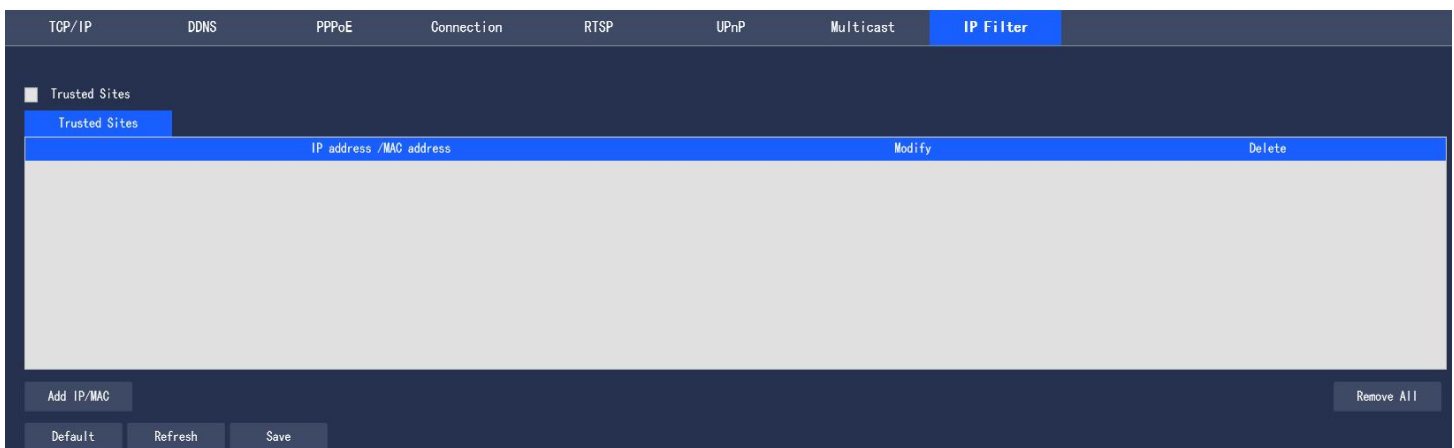 TCP/IP DDNS PPPoE Connection RTSP UPnP Multicast IP Filter
Trusted Sites
Trusted Sites
IP address /MAC address Modify Delete
Add IP/MAC Remove All
Default Refresh Save